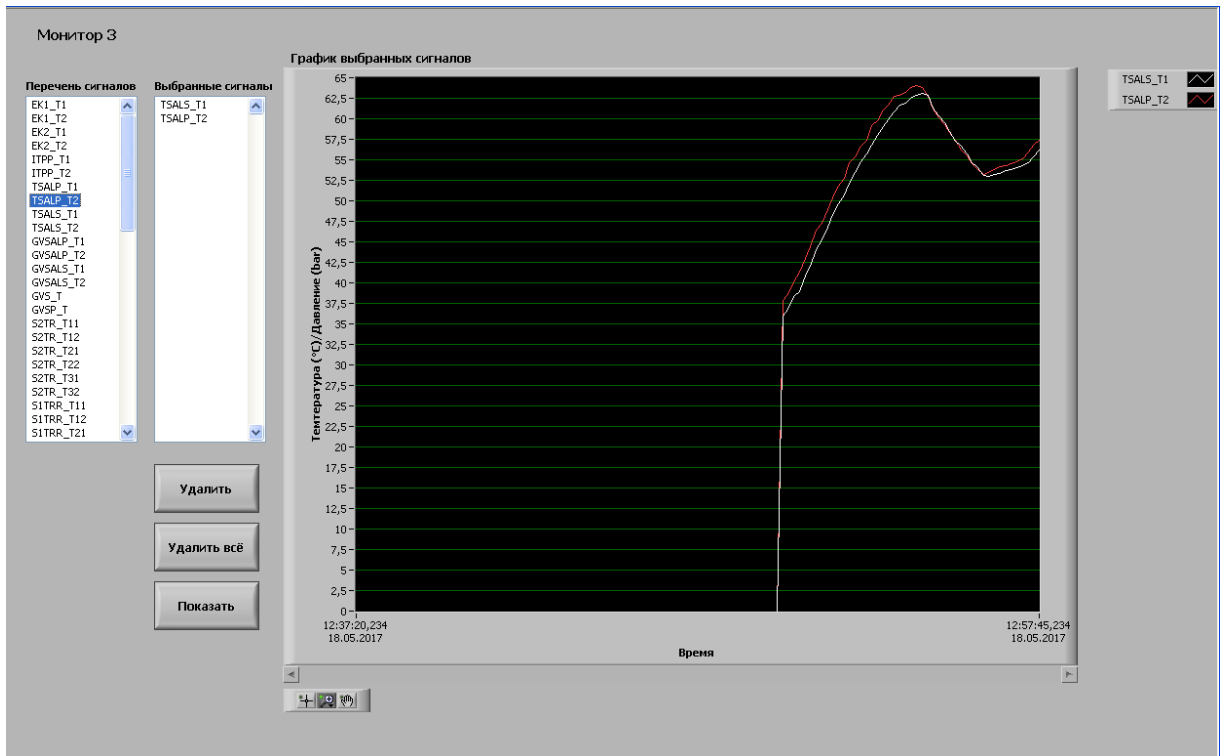 Монитор 3
График выбранных сигналов
Перечень сигналов
EK1_T1
EK1_T2
EK2_T1
EK2_T2
ITPP_T1
ITPP_T2
TSALP_T1
TSALP_T2
TSALS_T1
TSALS_T2
GVSALP_T1
GVSALP_T2
GVSALS_T1
GVSALS_T2
GVS_T
GVSP_T
S2TR_T11
S2TR_T12
S2TR_T21
S2TR_T22
S2TR_T31
S2TR_T32
S1TRR_T11
S1TRR_T12
S1TRR_T21
Выбранные сигналы
TSALS_T1
TSALP_T2
Удалить
Удалить всё
Показать
Темтература (°C)/Давление (bar)
65
62,5
60
57,5
55
52,5
50
47,5
45
42,5
40
37,5
35
32,5
30
27,5
25
22,5
20
17,5
15
12,5
10
7,5
5
2,5
0
12:37:20,234
18.05.2017
12:57:45,234
18.05.2017
Время
TSALS_T1
TSALP_T2